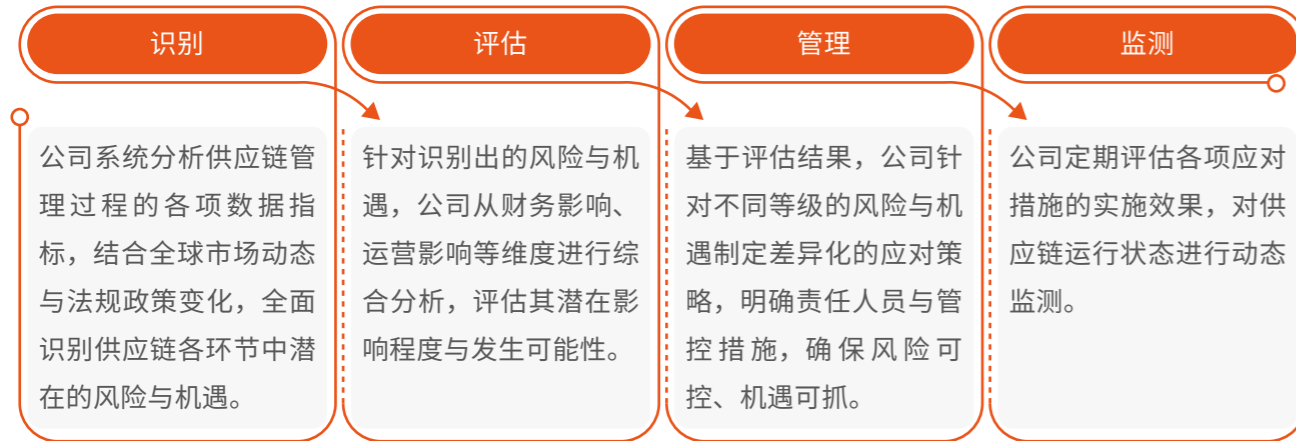 识别
公司系统分析供应链管
理过程的各项数据指
标，结合全球市场动态
与法规政策变化，全面
识别供应链各环节中潜
在的风险与机遇。
评估
针对识别出的风险与机
遇，公司从财务影响、
运营影响等维度进行综
合分析，评估其潜在影
响程度与发生可能性。
管理
基于评估结果，公司针
对不同等级的风险与机
遇制定差异化的应对策
略，明确责任人员与管
控措施，确保风险可
控、机遇可抓。
监测
公司定期评估各项应对
措施的实施效果，对供
应链运行状态进行动态
监测。